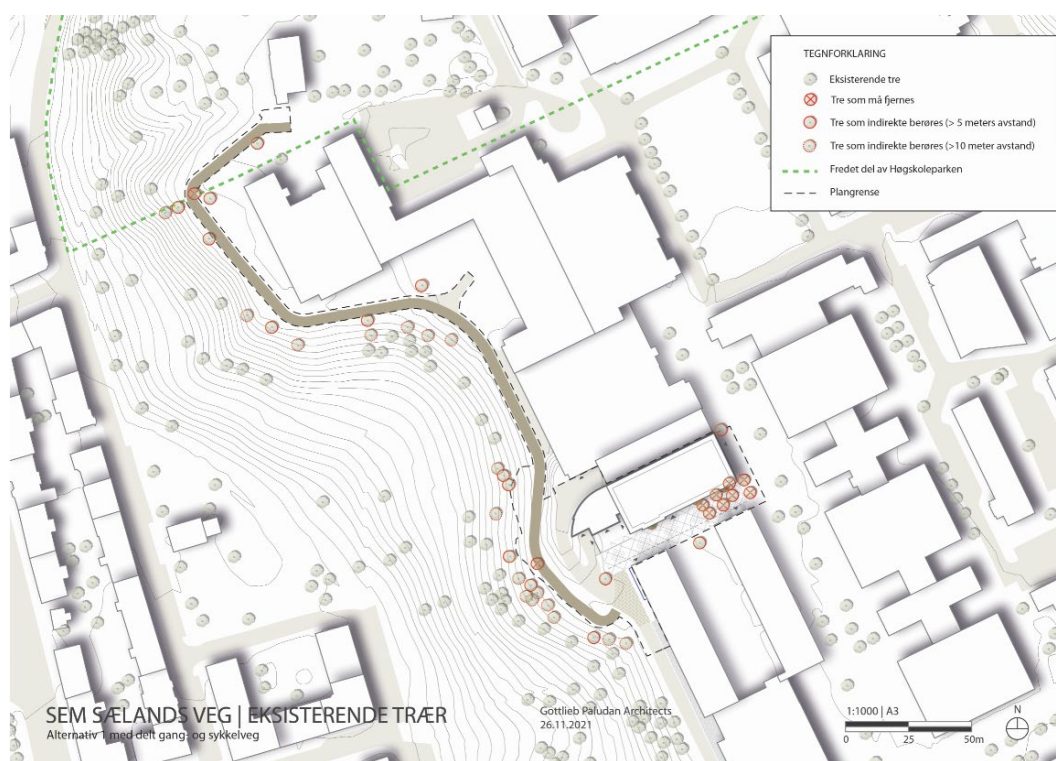 TEGNFORKLARING
Eksisterende tre
Tre som må fjernes
Tre som indirekte berøres (> 5 meters avstand)
Tre som indirekte berøres (>10 meter avstand)
Fredet del av Høgskoleparken
Plangrense
SEM SÆLANDS VEG | EKSISTERENDE TRÆR
Alternativ 1 med delt gang- og sykkelveg
Gottlieb Paludan Architects
26.11.2021
1:1000 | A3
N
0 25 50m